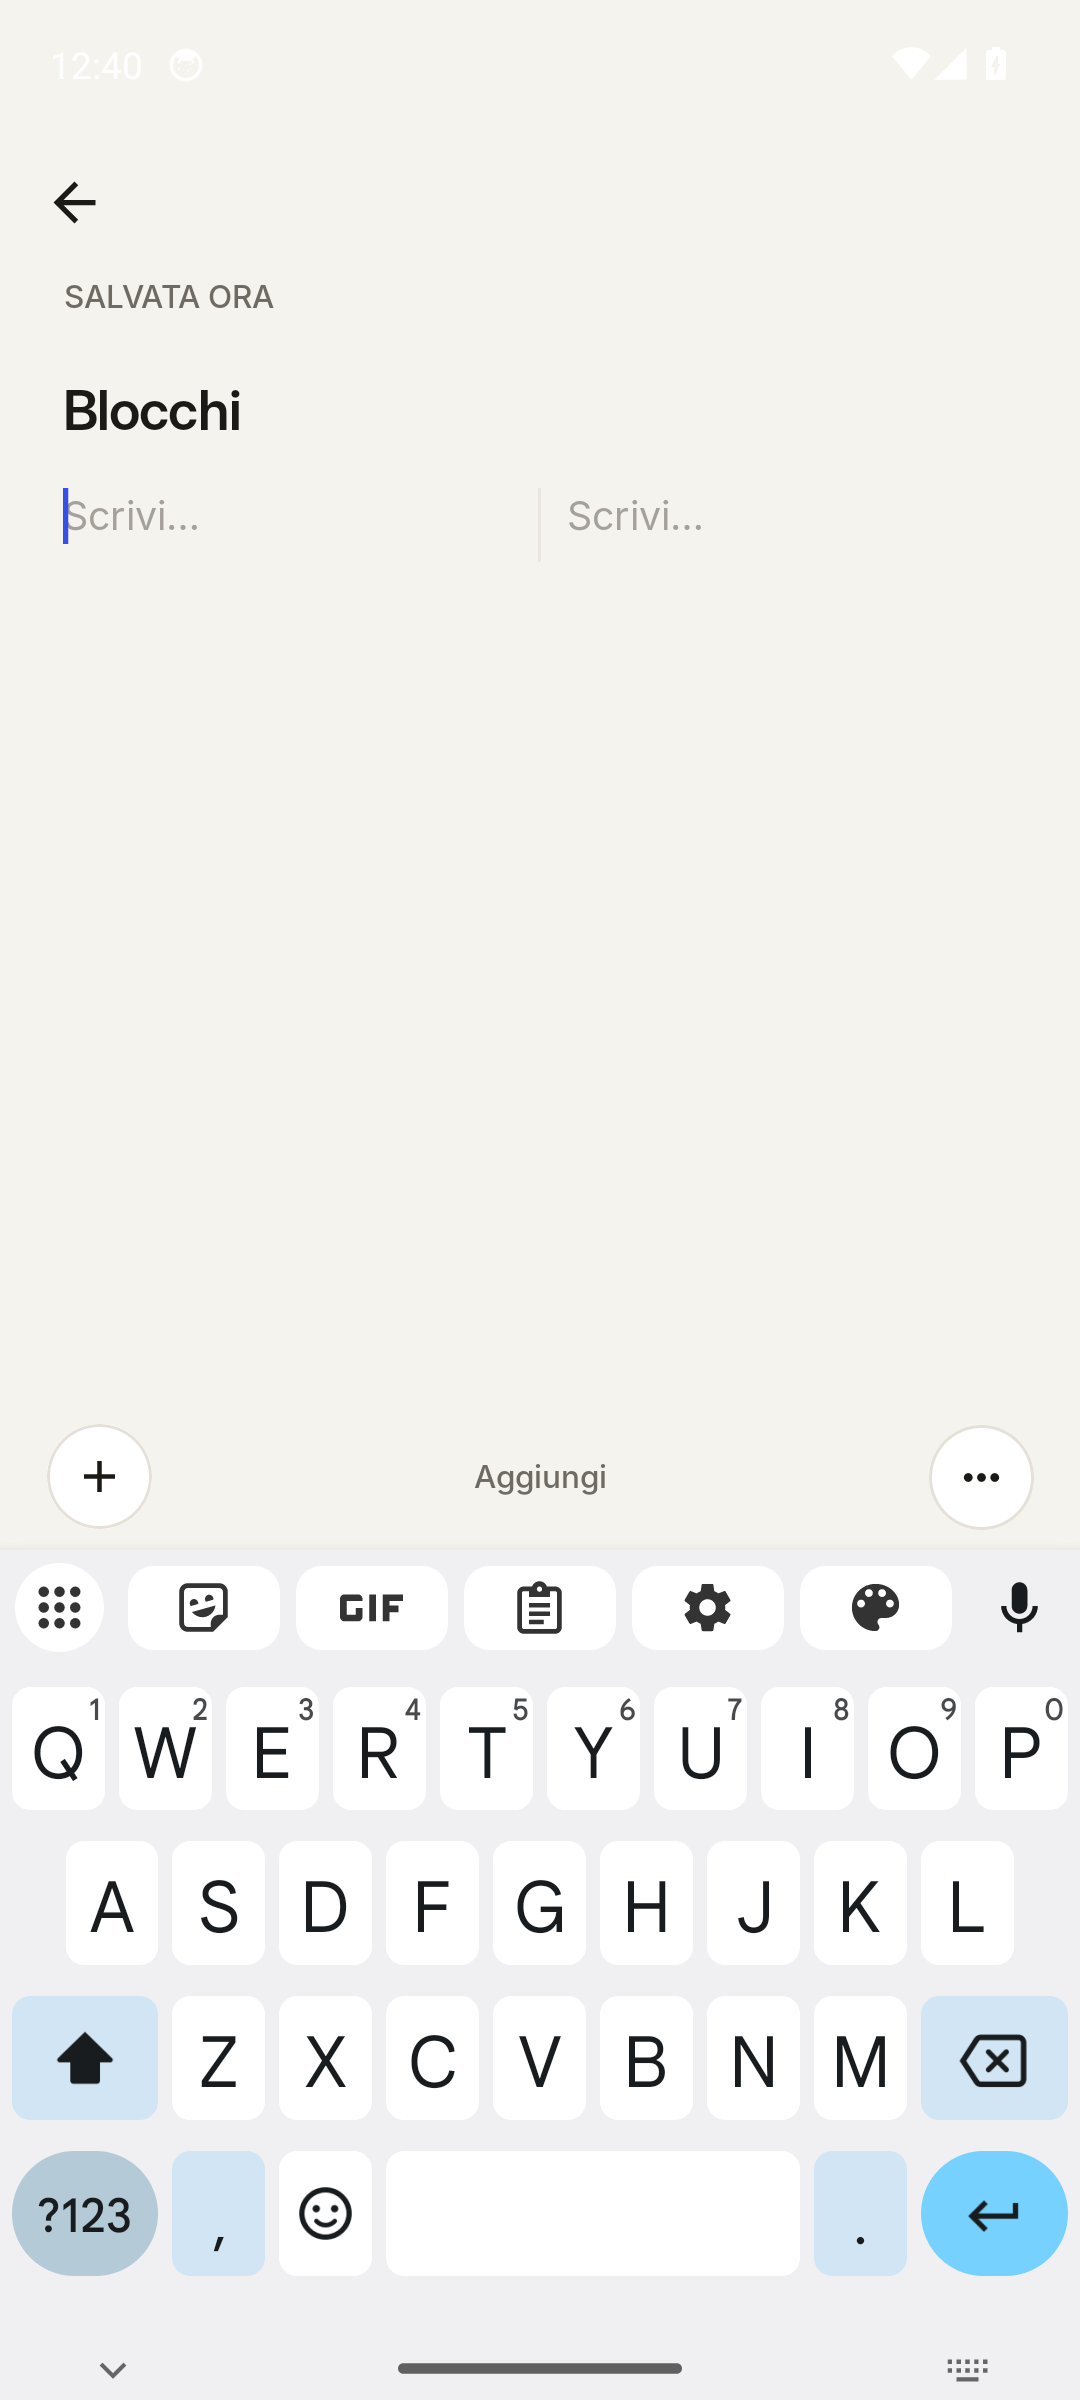 12:40
SALVATA ORA
Blocchi
Scrivi... Scrivi...
Aggiungi
GIF
Q1 W2 E3 R4 T5 Y6 U7 I8 O9 P0
A S D F G H J K L
Z X C V B N M
?123 , .